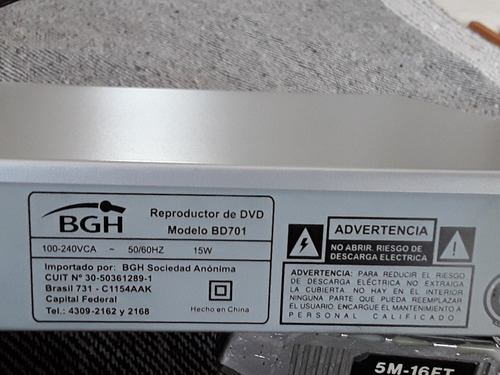 BGH
Reproductor de DVD
Modelo BD701
100-240VCA ~ 50/60HZ 15W
Importado por: BGH Sociedad Anónima
CUIT Nº 30-50361289-1
Brasil 731 - C1154AAK
Capital Federal
Tel.: 4309-2162 y 2168
Hecho en China
ADVERTENCIA
NO ABRIR. RIESGO DE
DESCARGA ELECTRICA
ADVERTENCIA: PARA REDUCIR EL RIESGO
DE DESCARGA ELÉCTRICA NO EXTRAIGA
LA CUBIERTA. NO HAY EN EL INTERIOR
NINGUNA PARTE QUE PUEDA REEMPLAZAR
EL USUARIO. ENCARGUE EL MANTENIMIENTO A
PERSONAL CALIFICADO
5M-16FT